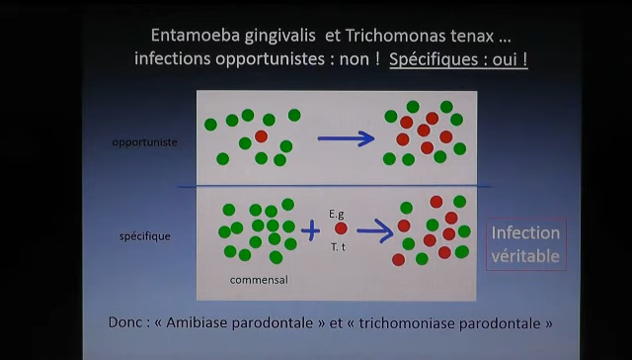 Entamoeba gingivalis et Trichomonas tenax ...
infections opportunistes : non ! Spécifiques : oui !
opportuniste
spécifique
E.g
T. t
commensal
Infection
véritable
Donc : « Amibiase parodontale » et « trichomoniase parodontale »